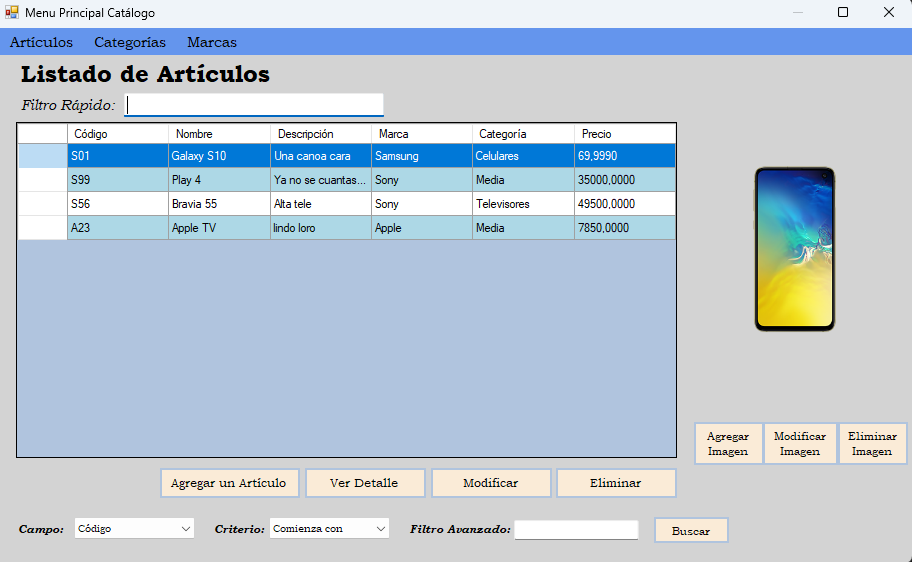 Menu Principal Catálogo
Artículos Categorías Marcas
Listado de Artículos
Filtro Rápido:
Código Nombre Descripción Marca Categoría Precio
S01 Galaxy S10 Una canoa cara Samsung Celulares 69,9990
S99 Play 4 Ya no se cuantas... Sony Media 35000,0000
S56 Bravia 55 Alta tele Sony Televisores 49500,0000
A23 Apple TV lindo loro Apple Media 7850,0000
Agregar Imagen Modificar Imagen Eliminar Imagen
Agregar un Artículo Ver Detalle Modificar Eliminar
Campo: Código Criterio: Comienza con Filtro Avanzado: Buscar